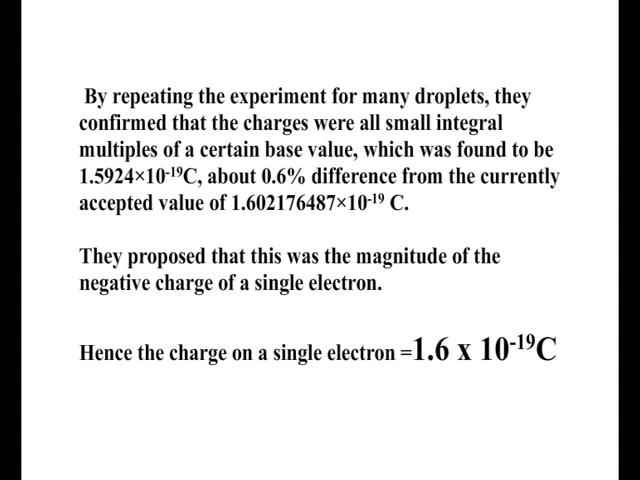 By repeating the experiment for many droplets, they
confirmed that the charges were all small integral
multiples of a certain base value, which was found to be
1.5924×10⁻¹⁹C, about 0.6% difference from the currently
accepted value of 1.602176487×10⁻¹⁹ C.
They proposed that this was the magnitude of the
negative charge of a single electron.
Hence the charge on a single electron =1.6 x 10⁻¹⁹C